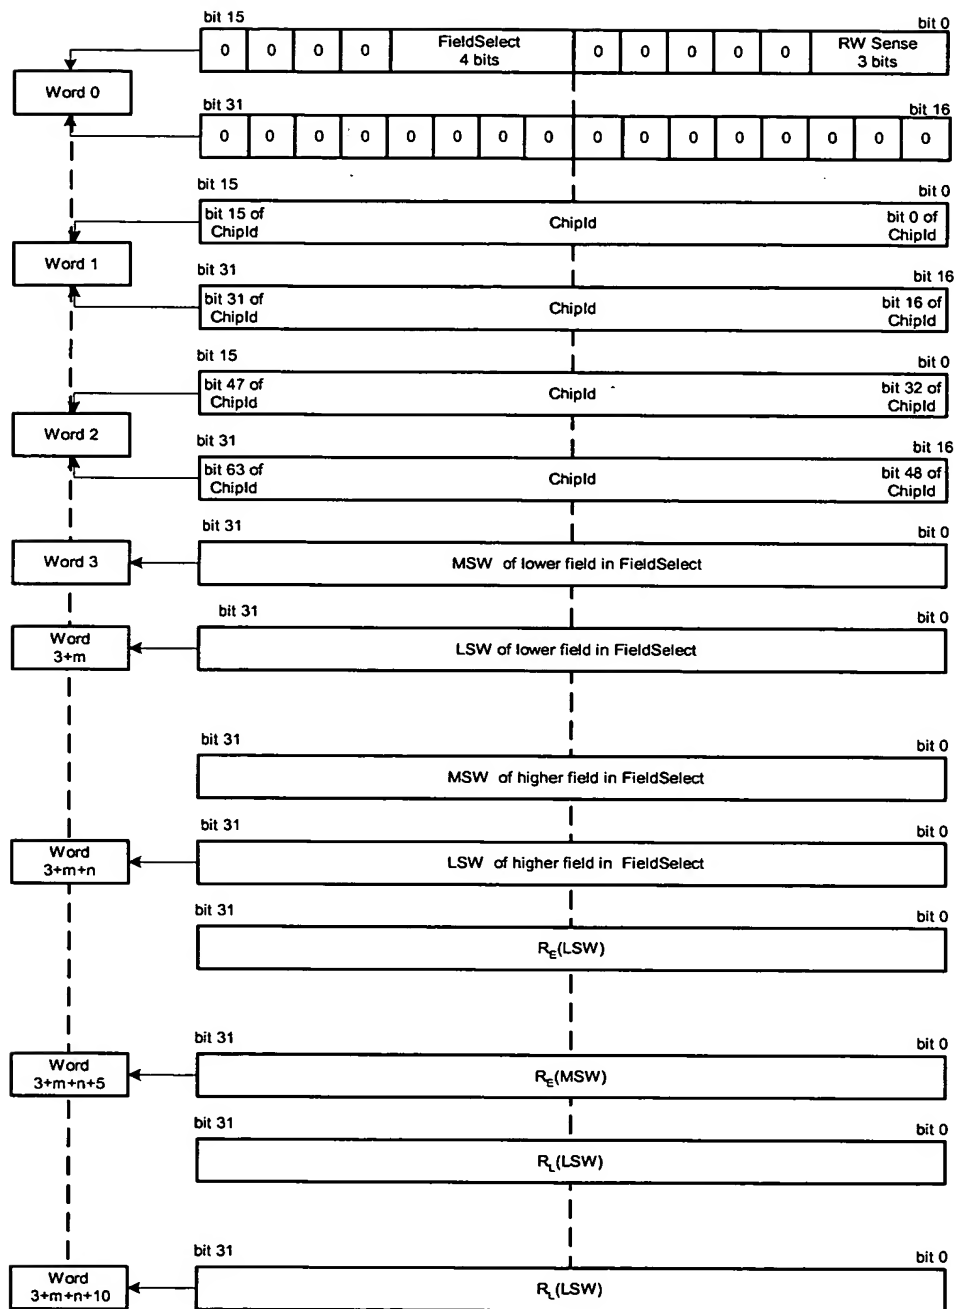 bit 15 bit 0
0 0 0 0 FieldSelect 4 bits 0 0 0 0 0 RW Sense 3 bits
Word 0
bit 31 bit 16
0 0 0 0 0 0 0 0 0 0 0 0 0 0 0 0
bit 15 bit 0
bit 15 of ChipId ChipId bit 0 of ChipId
Word 1
bit 31 bit 16
bit 31 of ChipId ChipId bit 16 of ChipId
bit 15 bit 0
bit 47 of ChipId ChipId bit 32 of ChipId
Word 2
bit 31 bit 16
bit 63 of ChipId ChipId bit 48 of ChipId
bit 31 bit 0
Word 3 MSW of lower field in FieldSelect
bit 31 bit 0
Word 3+m LSW of lower field in FieldSelect
bit 31 bit 0
MSW of higher field in FieldSelect
bit 31 bit 0
Word 3+m+n LSW of higher field in FieldSelect
bit 31 bit 0
RE(LSW)
bit 31 bit 0
Word 3+m+n+5 RE(MSW)
bit 31 bit 0
RL(LSW)
bit 31 bit 0
Word 3+m+n+10 RL(LSW)